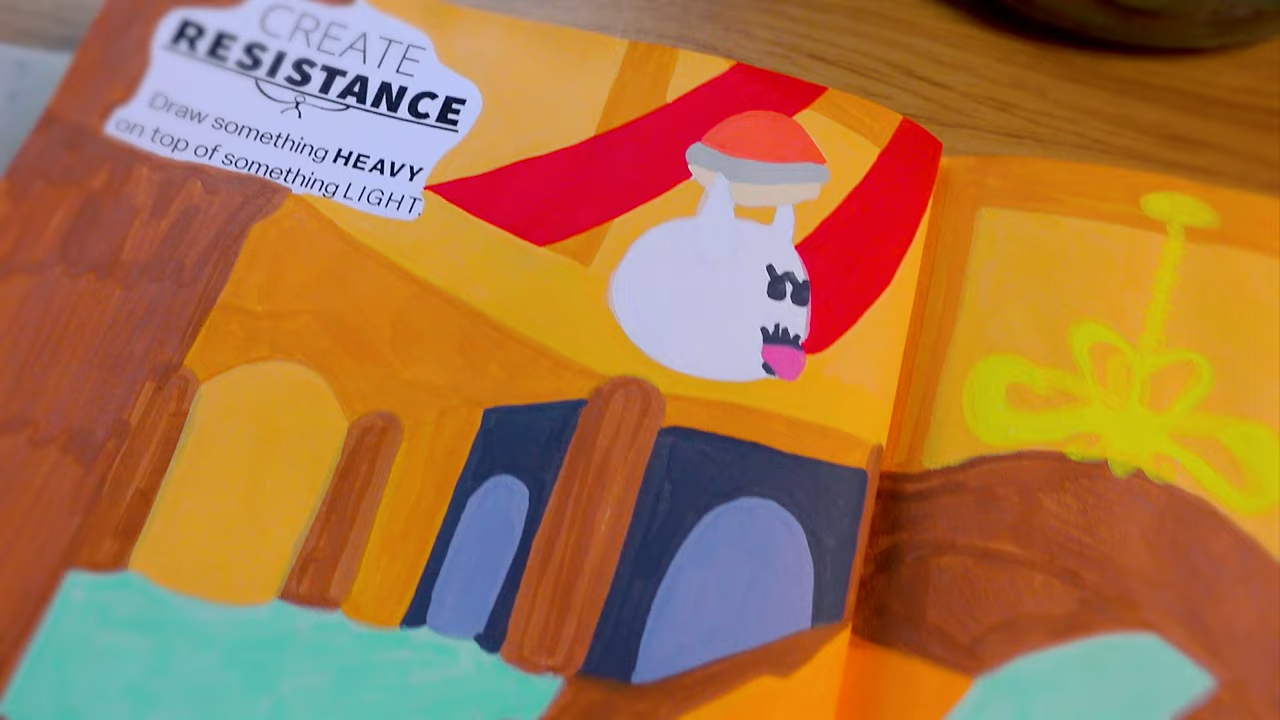 CREATE
RESISTANCE
Draw something HEAVY
on top of something LIGHT.